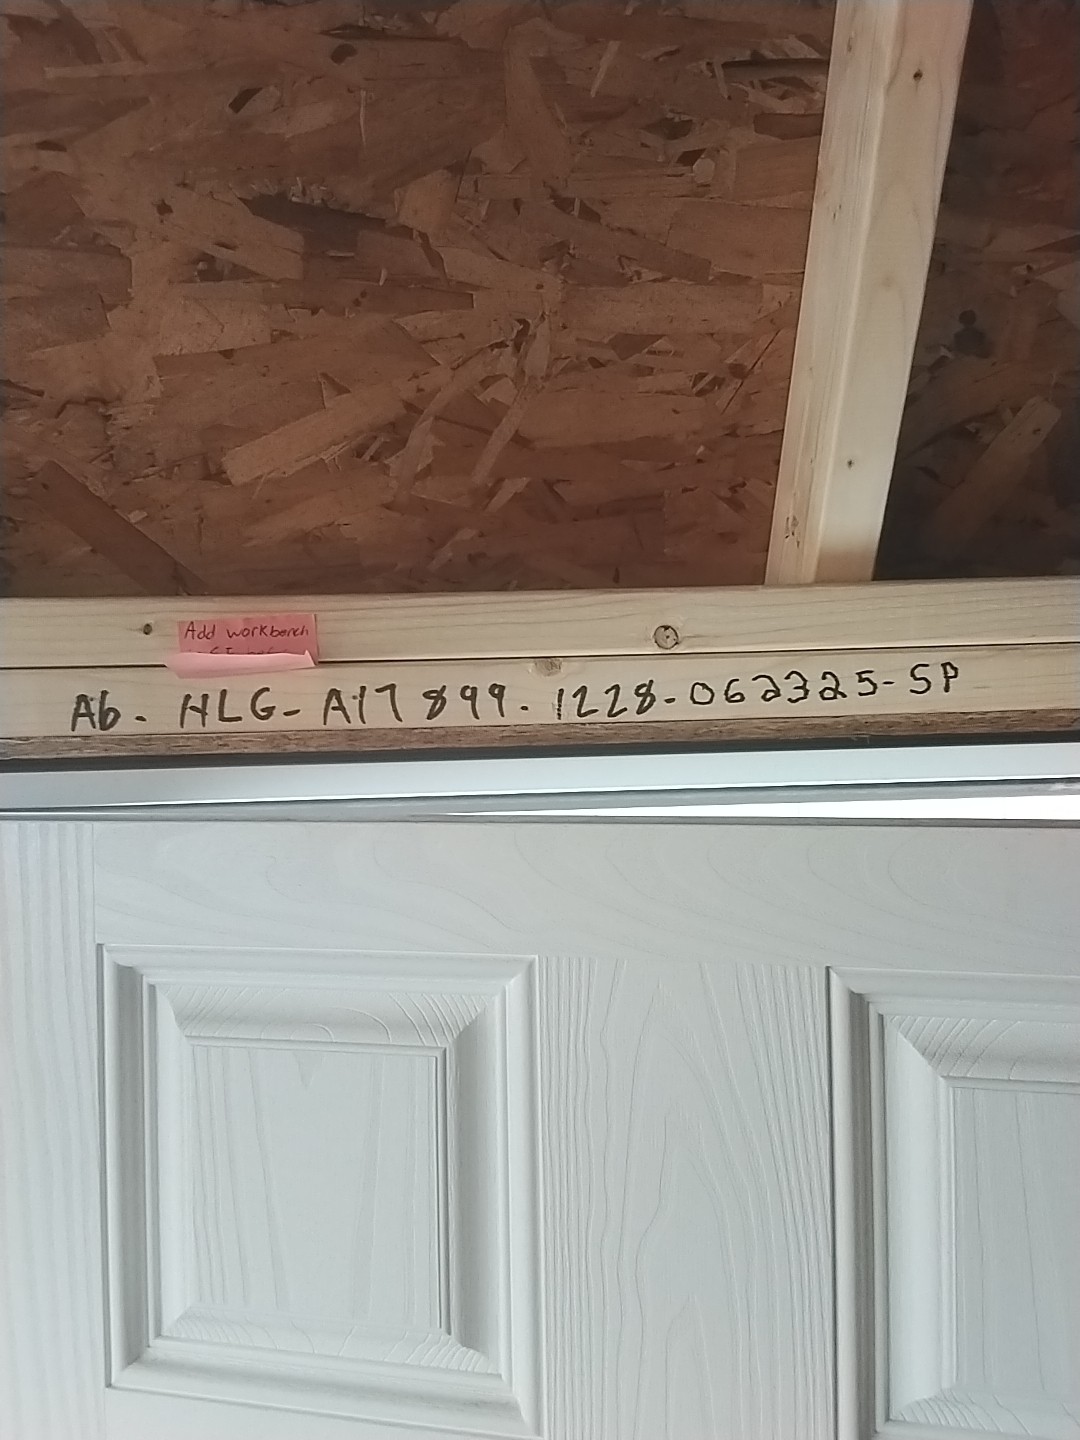 Add workbench
A6- HLG- A17899-1228-062325-SP